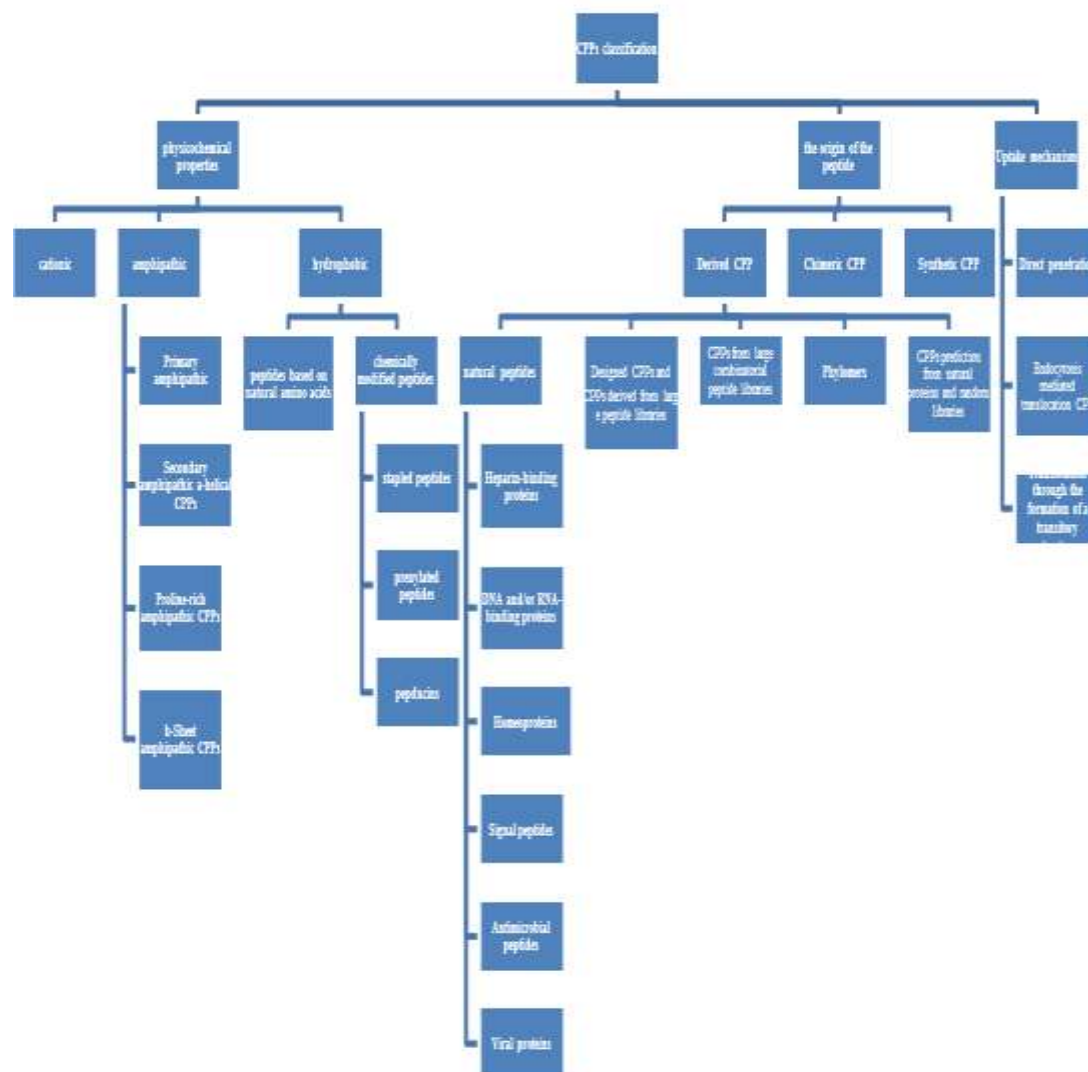 CPPs classification
physicochemical
properties
the origin of the
peptide
Uptake mechanism
cationic
amphipathic
hydrophobic
Derived CPP
Chimeric CPP
Synthetic CPP
Direct penetration
Primary
amphipathic
peptides based on
natural amino acids
chemically
modified peptides
natural peptides
Designed CPPs and
CPPs derived from larg
e peptide libraries
CPPs from large
combinatorial
peptide libraries
Phylomers
CPPs prediction
from natural
proteins and random
libraries
Endocytosis
mediated
translocation CP
Secondary
amphipathic a-helical
CPPs
stapled peptides
Heparin-binding
proteins
through the
formation of a
transitory
Proline-rich
amphipathic CPPs
prenylated
peptides
DNA and/or RNA-
binding proteins
b-Sheet
amphipathic CPPs
pepducins
Homeoproteins
Signal peptides
Antimicrobial
peptides
Viral proteins